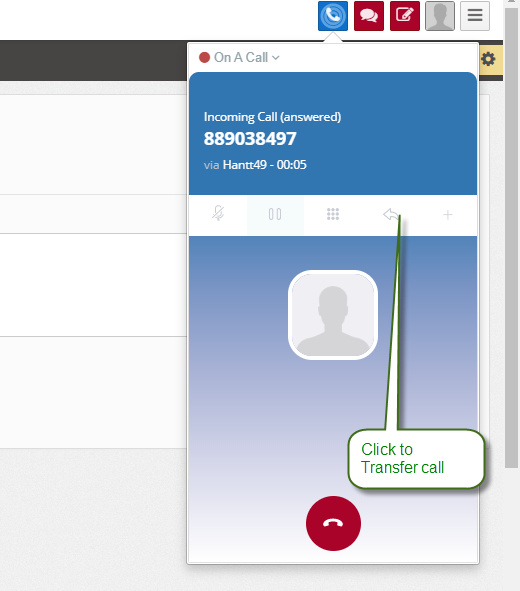 On A Call
Incoming Call (answered)
889038497
via Hantt49 - 00:05
Click to
Transfer call